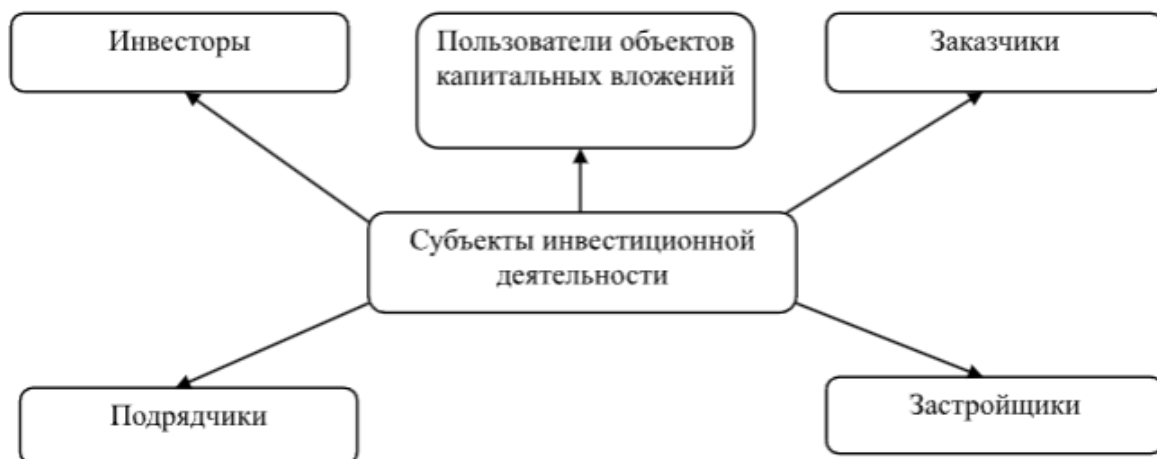 Инвесторы
Пользователи объектов
капитальных вложений
Заказчики
Субъекты инвестиционной
деятельности
Подрядчики
Застройщики